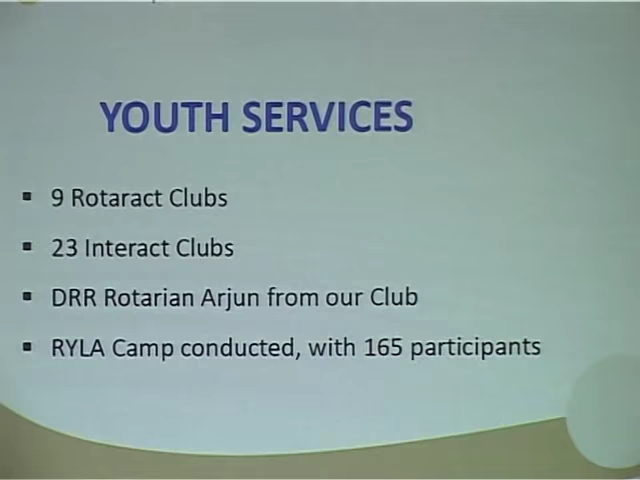 YOUTH SERVICES
9 Rotaract Clubs
23 Interact Clubs
DRR Rotarian Arjun from our Club
RYLA Camp conducted, with 165 participants